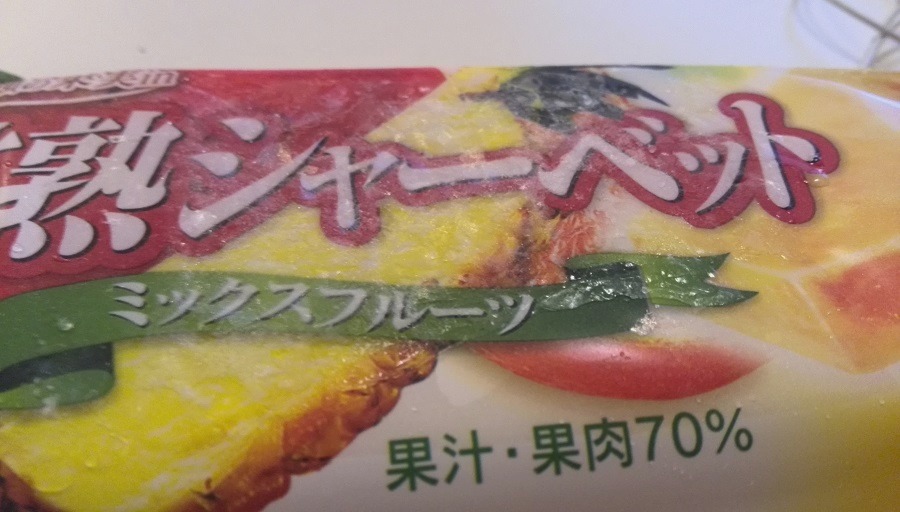 熟シャーベット
ミックスフルーツ
果汁・果肉70%